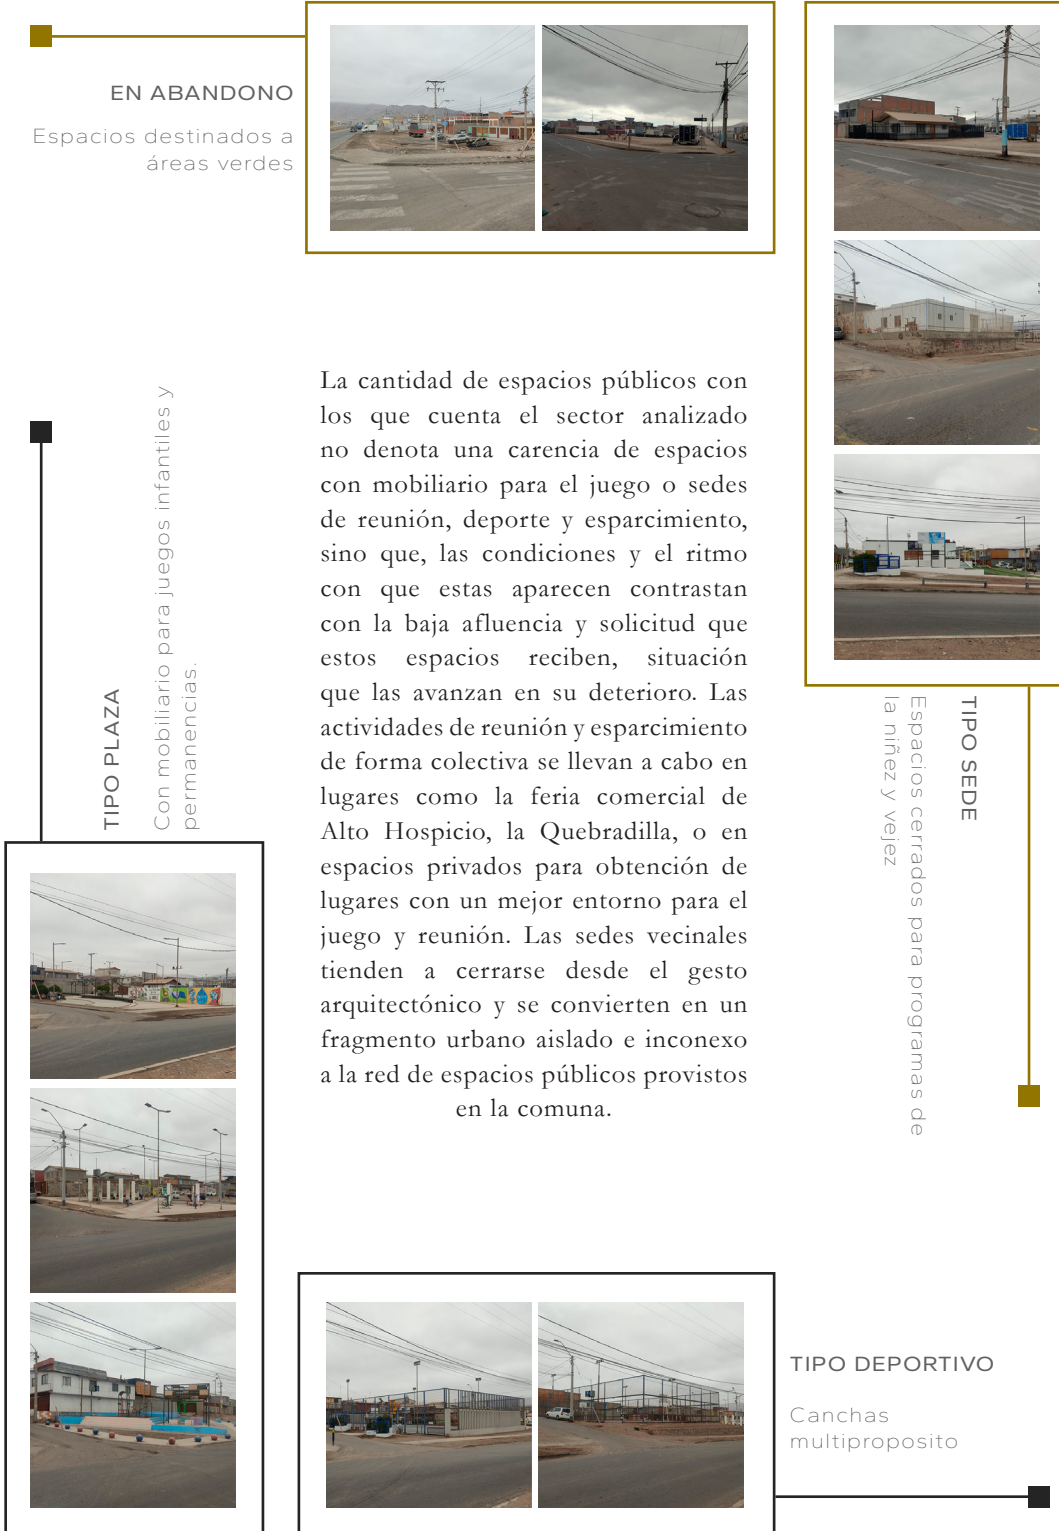 EN ABANDONO
Espacios destinados a
áreas verdes
La cantidad de espacios públicos con
los que cuenta el sector analizado
no denota una carencia de espacios
con mobiliario para el juego o sedes
de reunión, deporte y esparcimiento,
sino que, las condiciones y el ritmo
con que estas aparecen contrastan
con la baja afluencia y solicitud que
estos espacios reciben, situación
que las avanzan en su deterioro. Las
actividades de reunión y esparcimiento
de forma colectiva se llevan a cabo en
lugares como la feria comercial de
Alto Hospicio, la Quebradilla, o en
espacios privados para obtención de
lugares con un mejor entorno para el
juego y reunión. Las sedes vecinales
tienden a cerrarse desde el gesto
arquitectónico y se convierten en un
fragmento urbano aislado e inconexo
a la red de espacios públicos provistos
en la comuna.
TIPO PLAZA
Con mobiliario para juegos infantiles y
permanencias.
TIPO SEDE
Espacios cerrados para programas de
la niñez y vejez
TIPO DEPORTIVO
Canchas
multiproposito